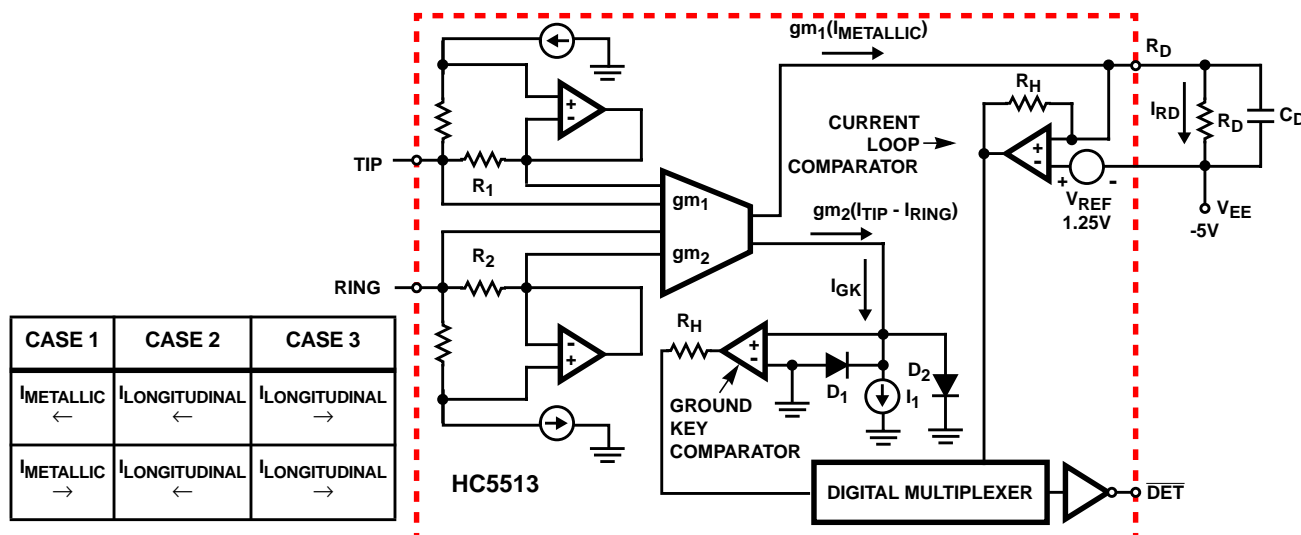 gm1(IMETALLIC)
RD
RH
+
-
CURRENT
LOOP
COMPARATOR
IRD
RD
CD
+
-
TIP
R1
gm1
+
-
VREF
1.25V
VEE
-5V
gm2(ITIP - IRING)
R2
gm2
RING
IGK
RH
-
+
+
-
D1
D2
I1
CASE 1 CASE 2 CASE 3
IMETALLIC ILONGITUDINAL ILONGITUDINAL
← ← →
IMETALLIC ILONGITUDINAL ILONGITUDINAL
→ ← →
GROUND
KEY
COMPARATOR
HC5513
DIGITAL MULTIPLEXER
DET